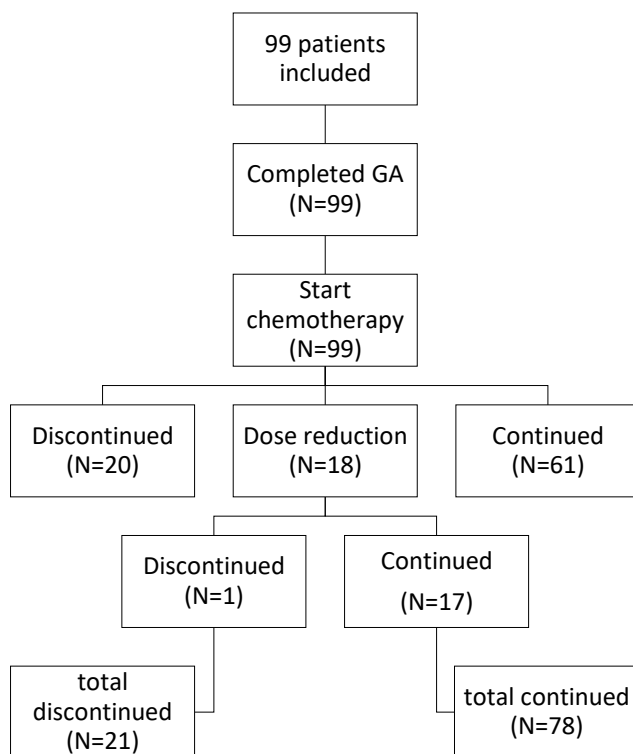 99 patients
included
Completed GA
(N=99)
Start
chemotherapy
(N=99)
Discontinued
(N=20)
Dose reduction
(N=18)
Continued
(N=61)
Discontinued
(N=1)
Continued
(N=17)
total
discontinued
(N=21)
total continued
(N=78)